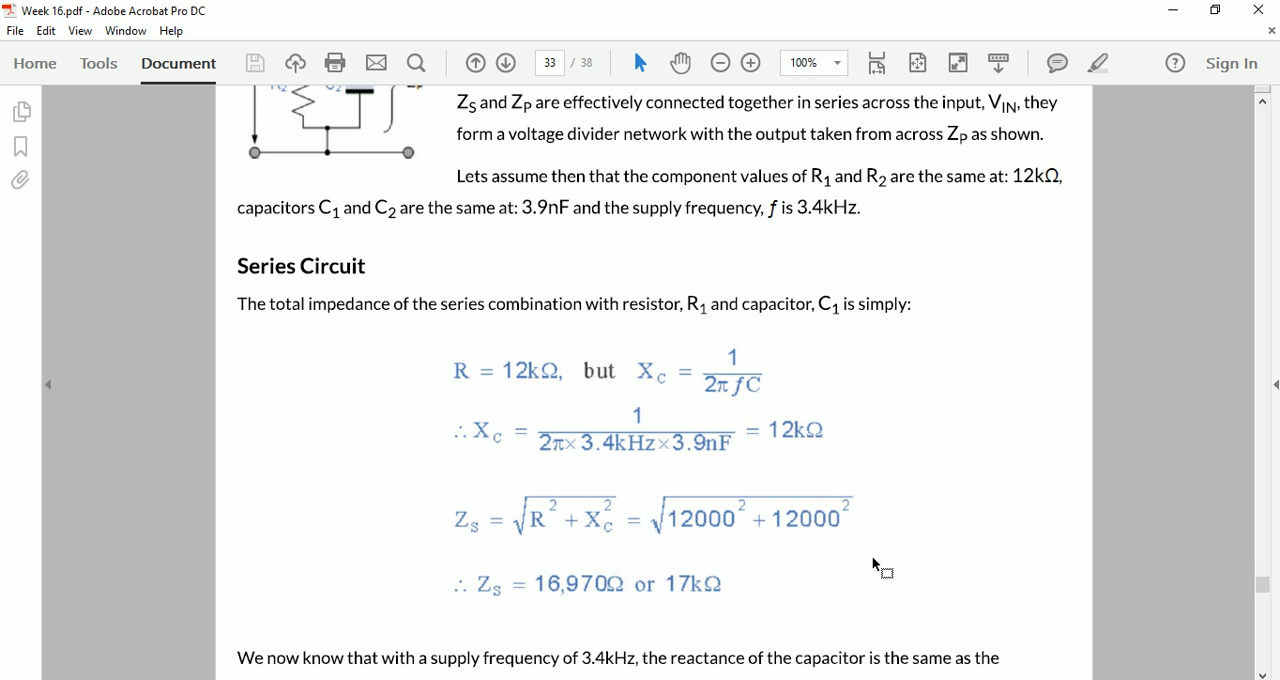 Week 16.pdf - Adobe Acrobat Pro DC
File Edit View Window Help
Home Tools Document 33 / 38 100% Sign In
Zₛ and Zₚ are effectively connected together in series across the input, V_IN, they
form a voltage divider network with the output taken from across Zₚ as shown.
Lets assume then that the component values of R₁ and R₂ are the same at: 12kΩ,
capacitors C₁ and C₂ are the same at: 3.9nF and the supply frequency, ƒ is 3.4kHz.
Series Circuit
The total impedance of the series combination with resistor, R₁ and capacitor, C₁ is simply:
R = 12kΩ, but X_C = 1 / 2πƒC
∴ X_C = 1 / 2π× 3.4kHz×3.9nF = 12kΩ
Z_S = √R² + X_C² = √12000² + 12000²
∴ Z_S = 16,970Ω or 17kΩ
We now know that with a supply frequency of 3.4kHz, the reactance of the capacitor is the same as the